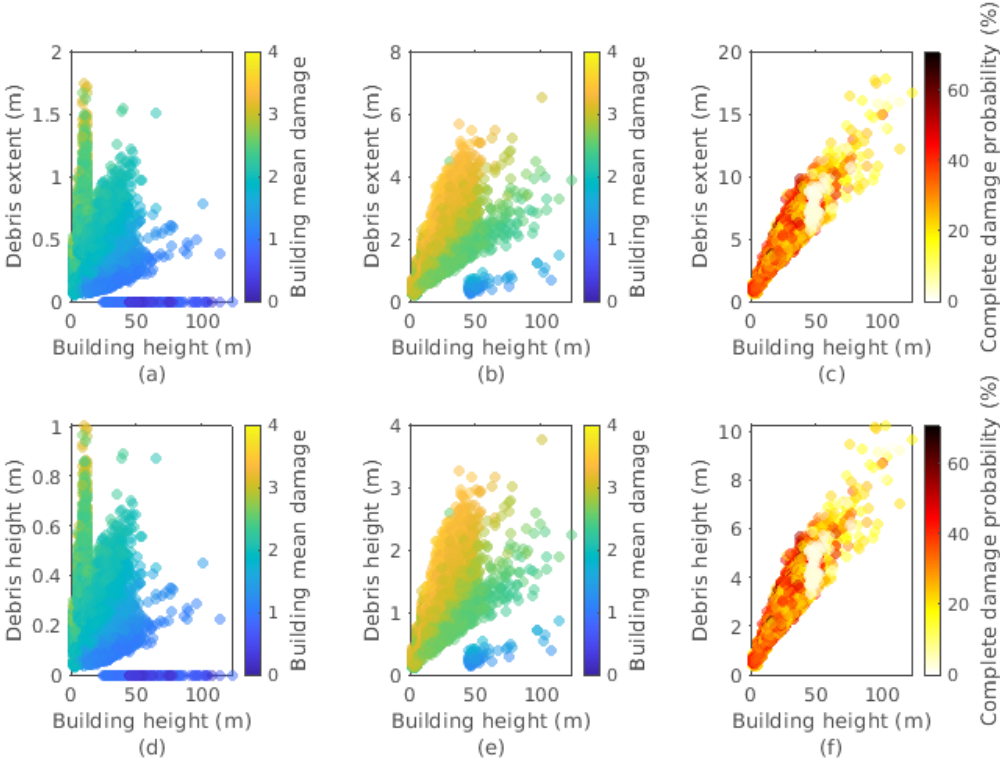 2
1.5
1
0.5
0
0 50 100
Debris extent (m)
Building height (m)
(a)
4
3
2
1
0
Building mean damage
8
6
4
2
0
0 50 100
Debris extent (m)
Building height (m)
(b)
4
3
2
1
0
Building mean damage
20
15
10
5
0
0 50 100
Debris extent (m)
Building height (m)
(c)
60
40
20
0
Complete damage probability (%)
1
0.8
0.6
0.4
0.2
0
0 50 100
Debris height (m)
Building height (m)
(d)
4
3
2
1
0
Building mean damage
4
3
2
1
0
0 50 100
Debris height (m)
Building height (m)
(e)
4
3
2
1
0
Building mean damage
10
8
6
4
2
0
0 50 100
Debris height (m)
Building height (m)
(f)
60
40
20
0
Complete damage probability (%)